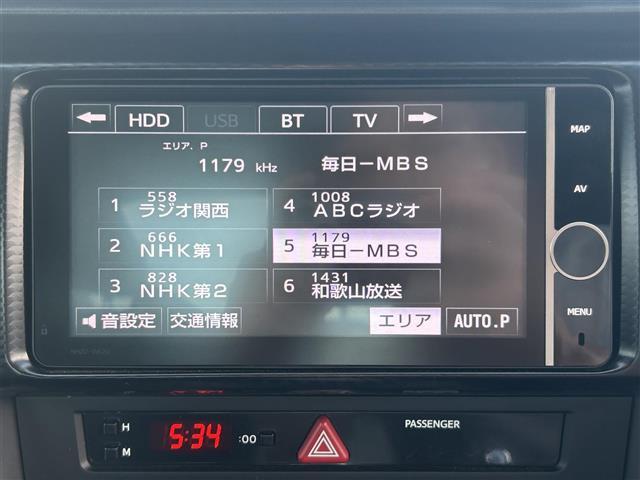 HDD USB BT TV
エリア. P
1179 kHz 毎日ーMBS
1 558 ラジオ関西
4 1008 ABCラジオ
2 666 NHK第1
5 1179 毎日ーMBS
3 828 NHK第2
6 1431 和歌山放送
音設定 交通情報 エリア AUTO.P
MAP
AV
MENU
H
M
5:34
:00
PASSENGER